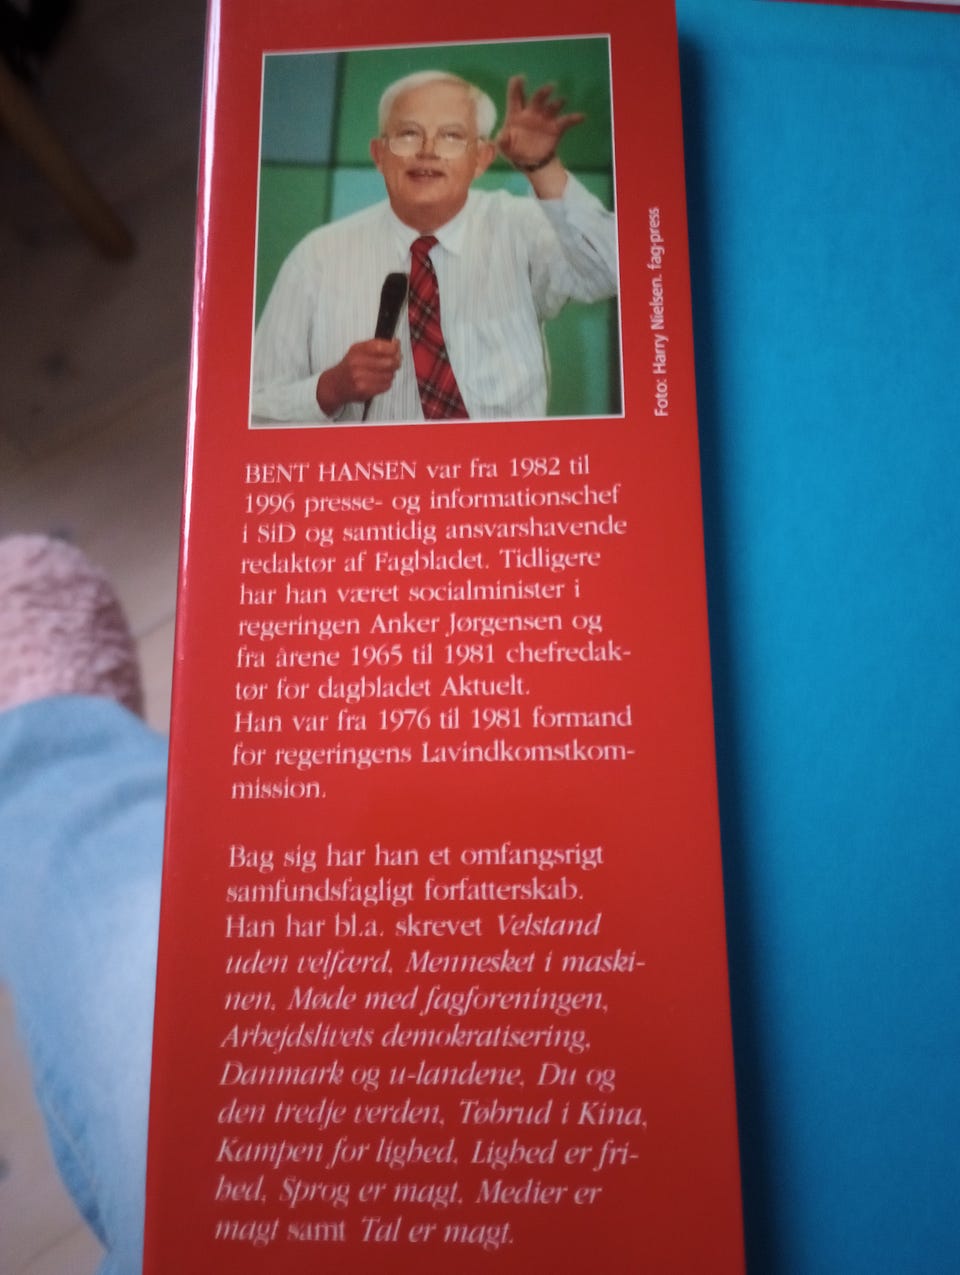 Foto: Harry Nielsen. fag-press
BENT HANSEN var fra 1982 til
1996 presse- og informationschef
i SiD og samtidig ansvarshavende
redaktør af Fagbladet. Tidligere
har han været socialminister i
regeringen Anker Jørgensen og
fra årene 1965 til 1981 chefredak-
tør for dagbladet Aktuelt.
Han var fra 1976 til 1981 formand
for regeringens Lavindkomstkom-
mission.
Bag sig har han et omfangsrigt
samfundsfagligt forfatterskab.
Han har bl.a. skrevet Velstand
uden velfærd, Mennesket i maski-
nen, Møde med fagforeningen,
Arbejdslivets demokratisering,
Danmark og u-landene, Du og
den tredje verden, Tøbrud i Kina,
Kampen for lighed, Lighed er fri-
hed, Sprog er magt, Medier er
magt samt Tal er magt.